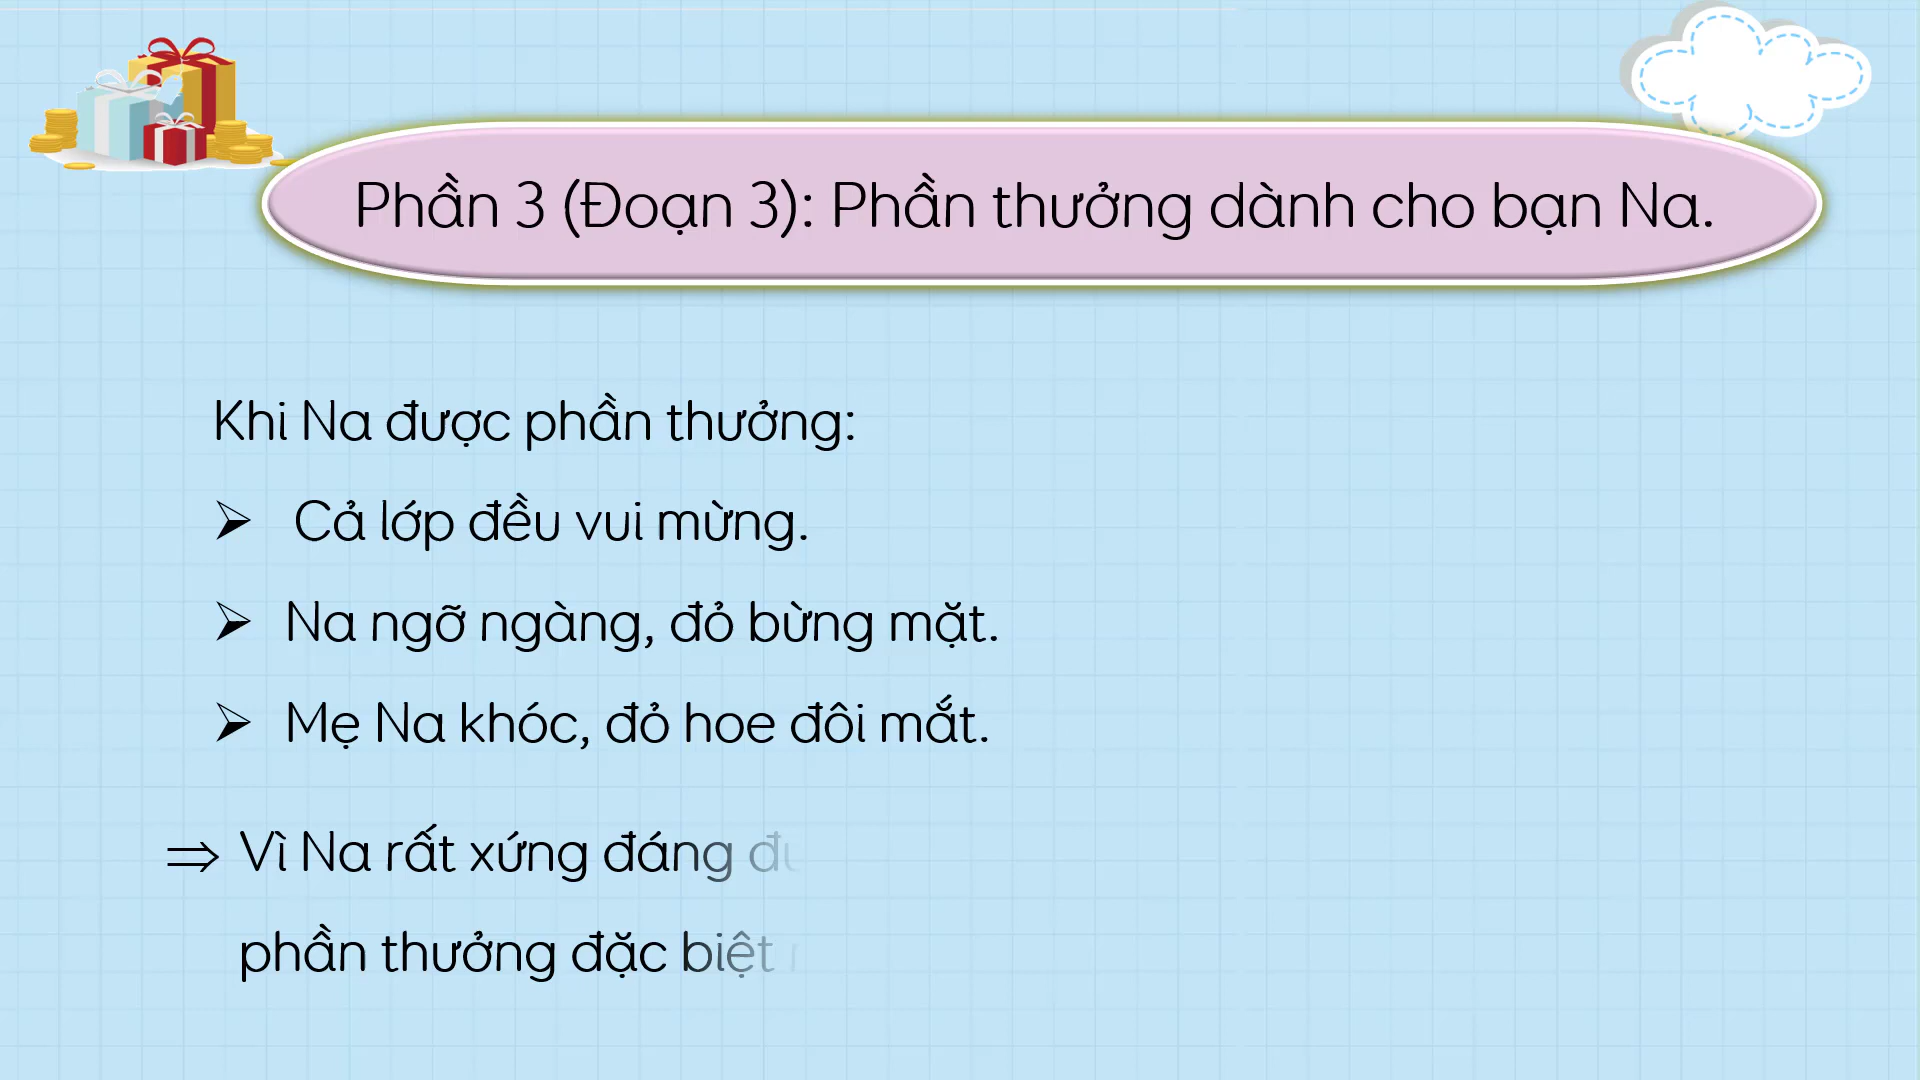 Phần 3 (Đoạn 3): Phần thưởng dành cho bạn Na.
Khi Na được phần thưởng:
➢ Cả lớp đều vui mừng.
➢ Na ngỡ ngàng, đỏ bừng mặt.
➢ Mẹ Na khóc, đỏ hoe đôi mắt.
⇒ Vì Na rất xứng đáng
phần thưởng đặc biệt